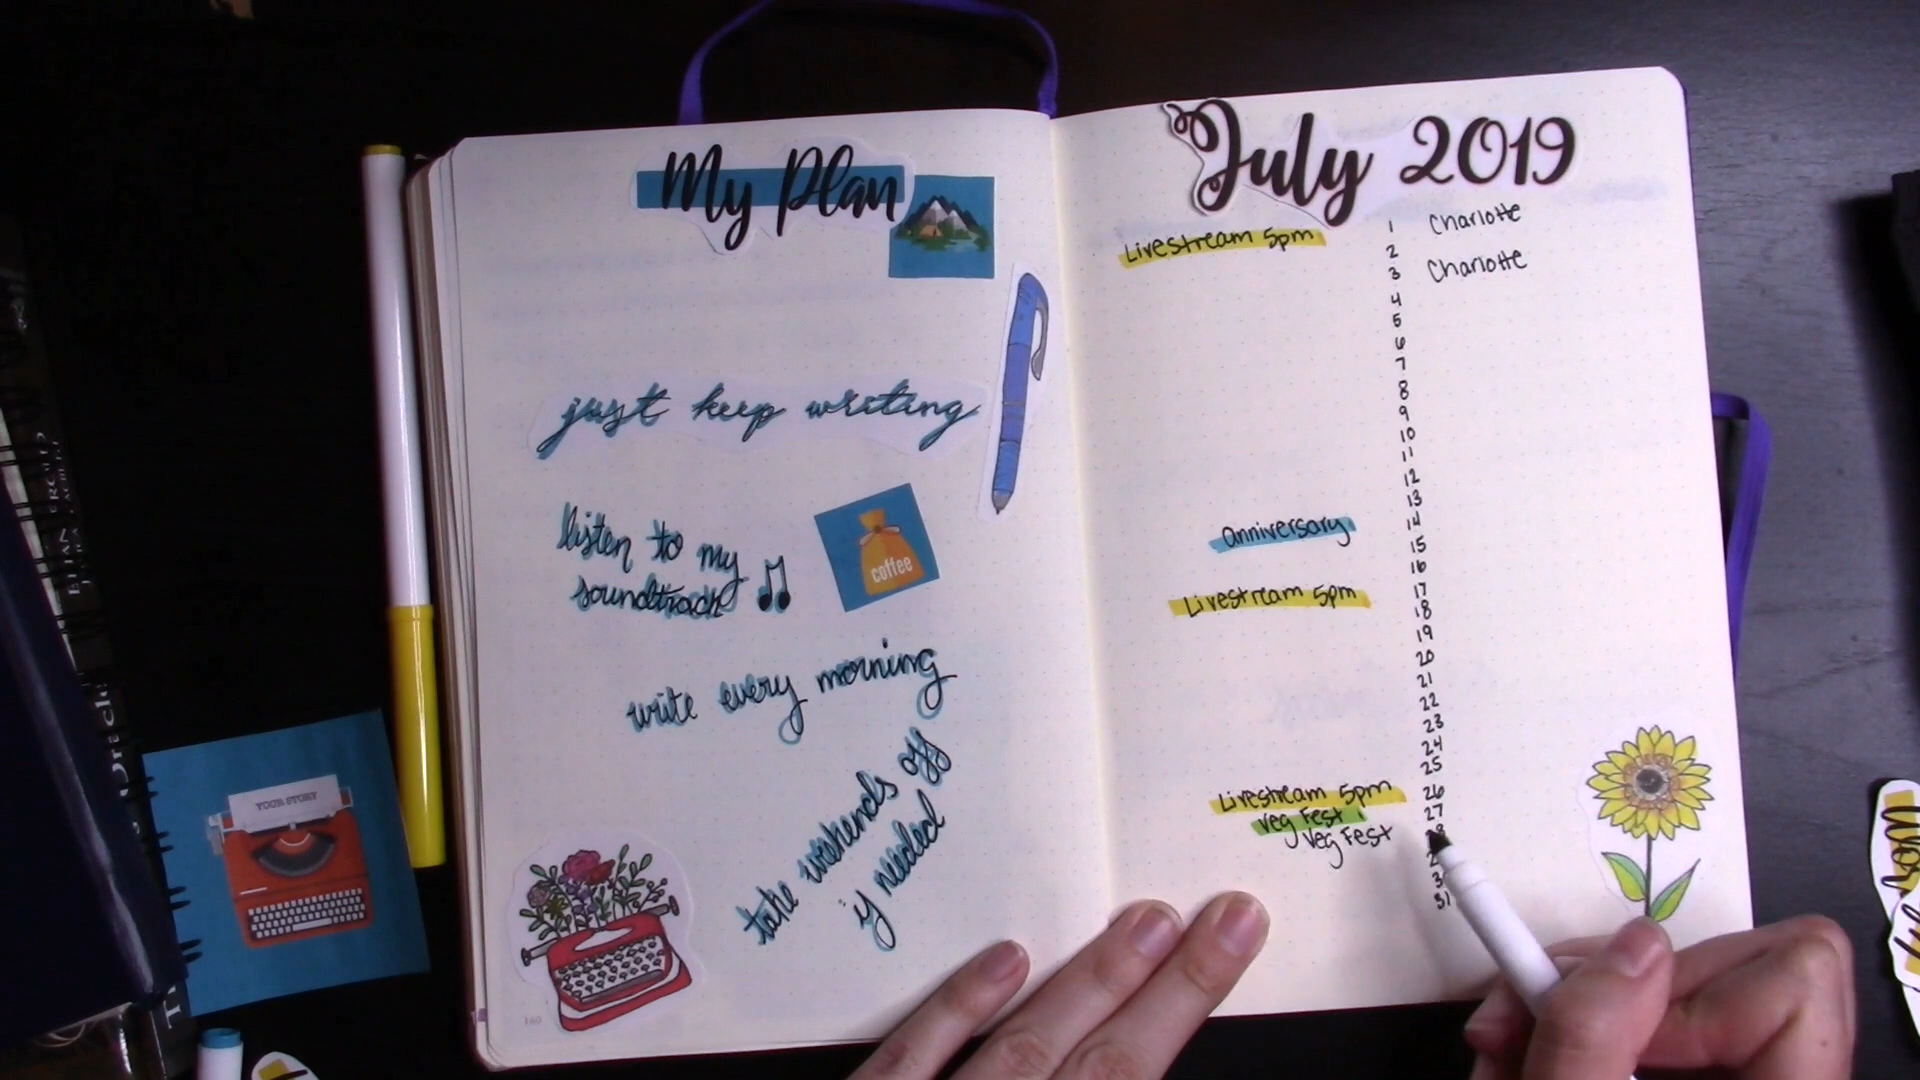 My Plan
just keep writing
coffee
listen to my
soundtrack
write every morning
take weekends off
if needed
YOUR STORY
160
July 2019
1 Charlotte
Livestream 5pm 2
3 Charlotte
4
5
6
7
8
9
10
11
12
13
anniversary 14
15
16
Livestream 5pm 17
18
19
20
21
22
23
24
25
Livestream 5pm 26
Veg Fest 27
Veg Fest
31